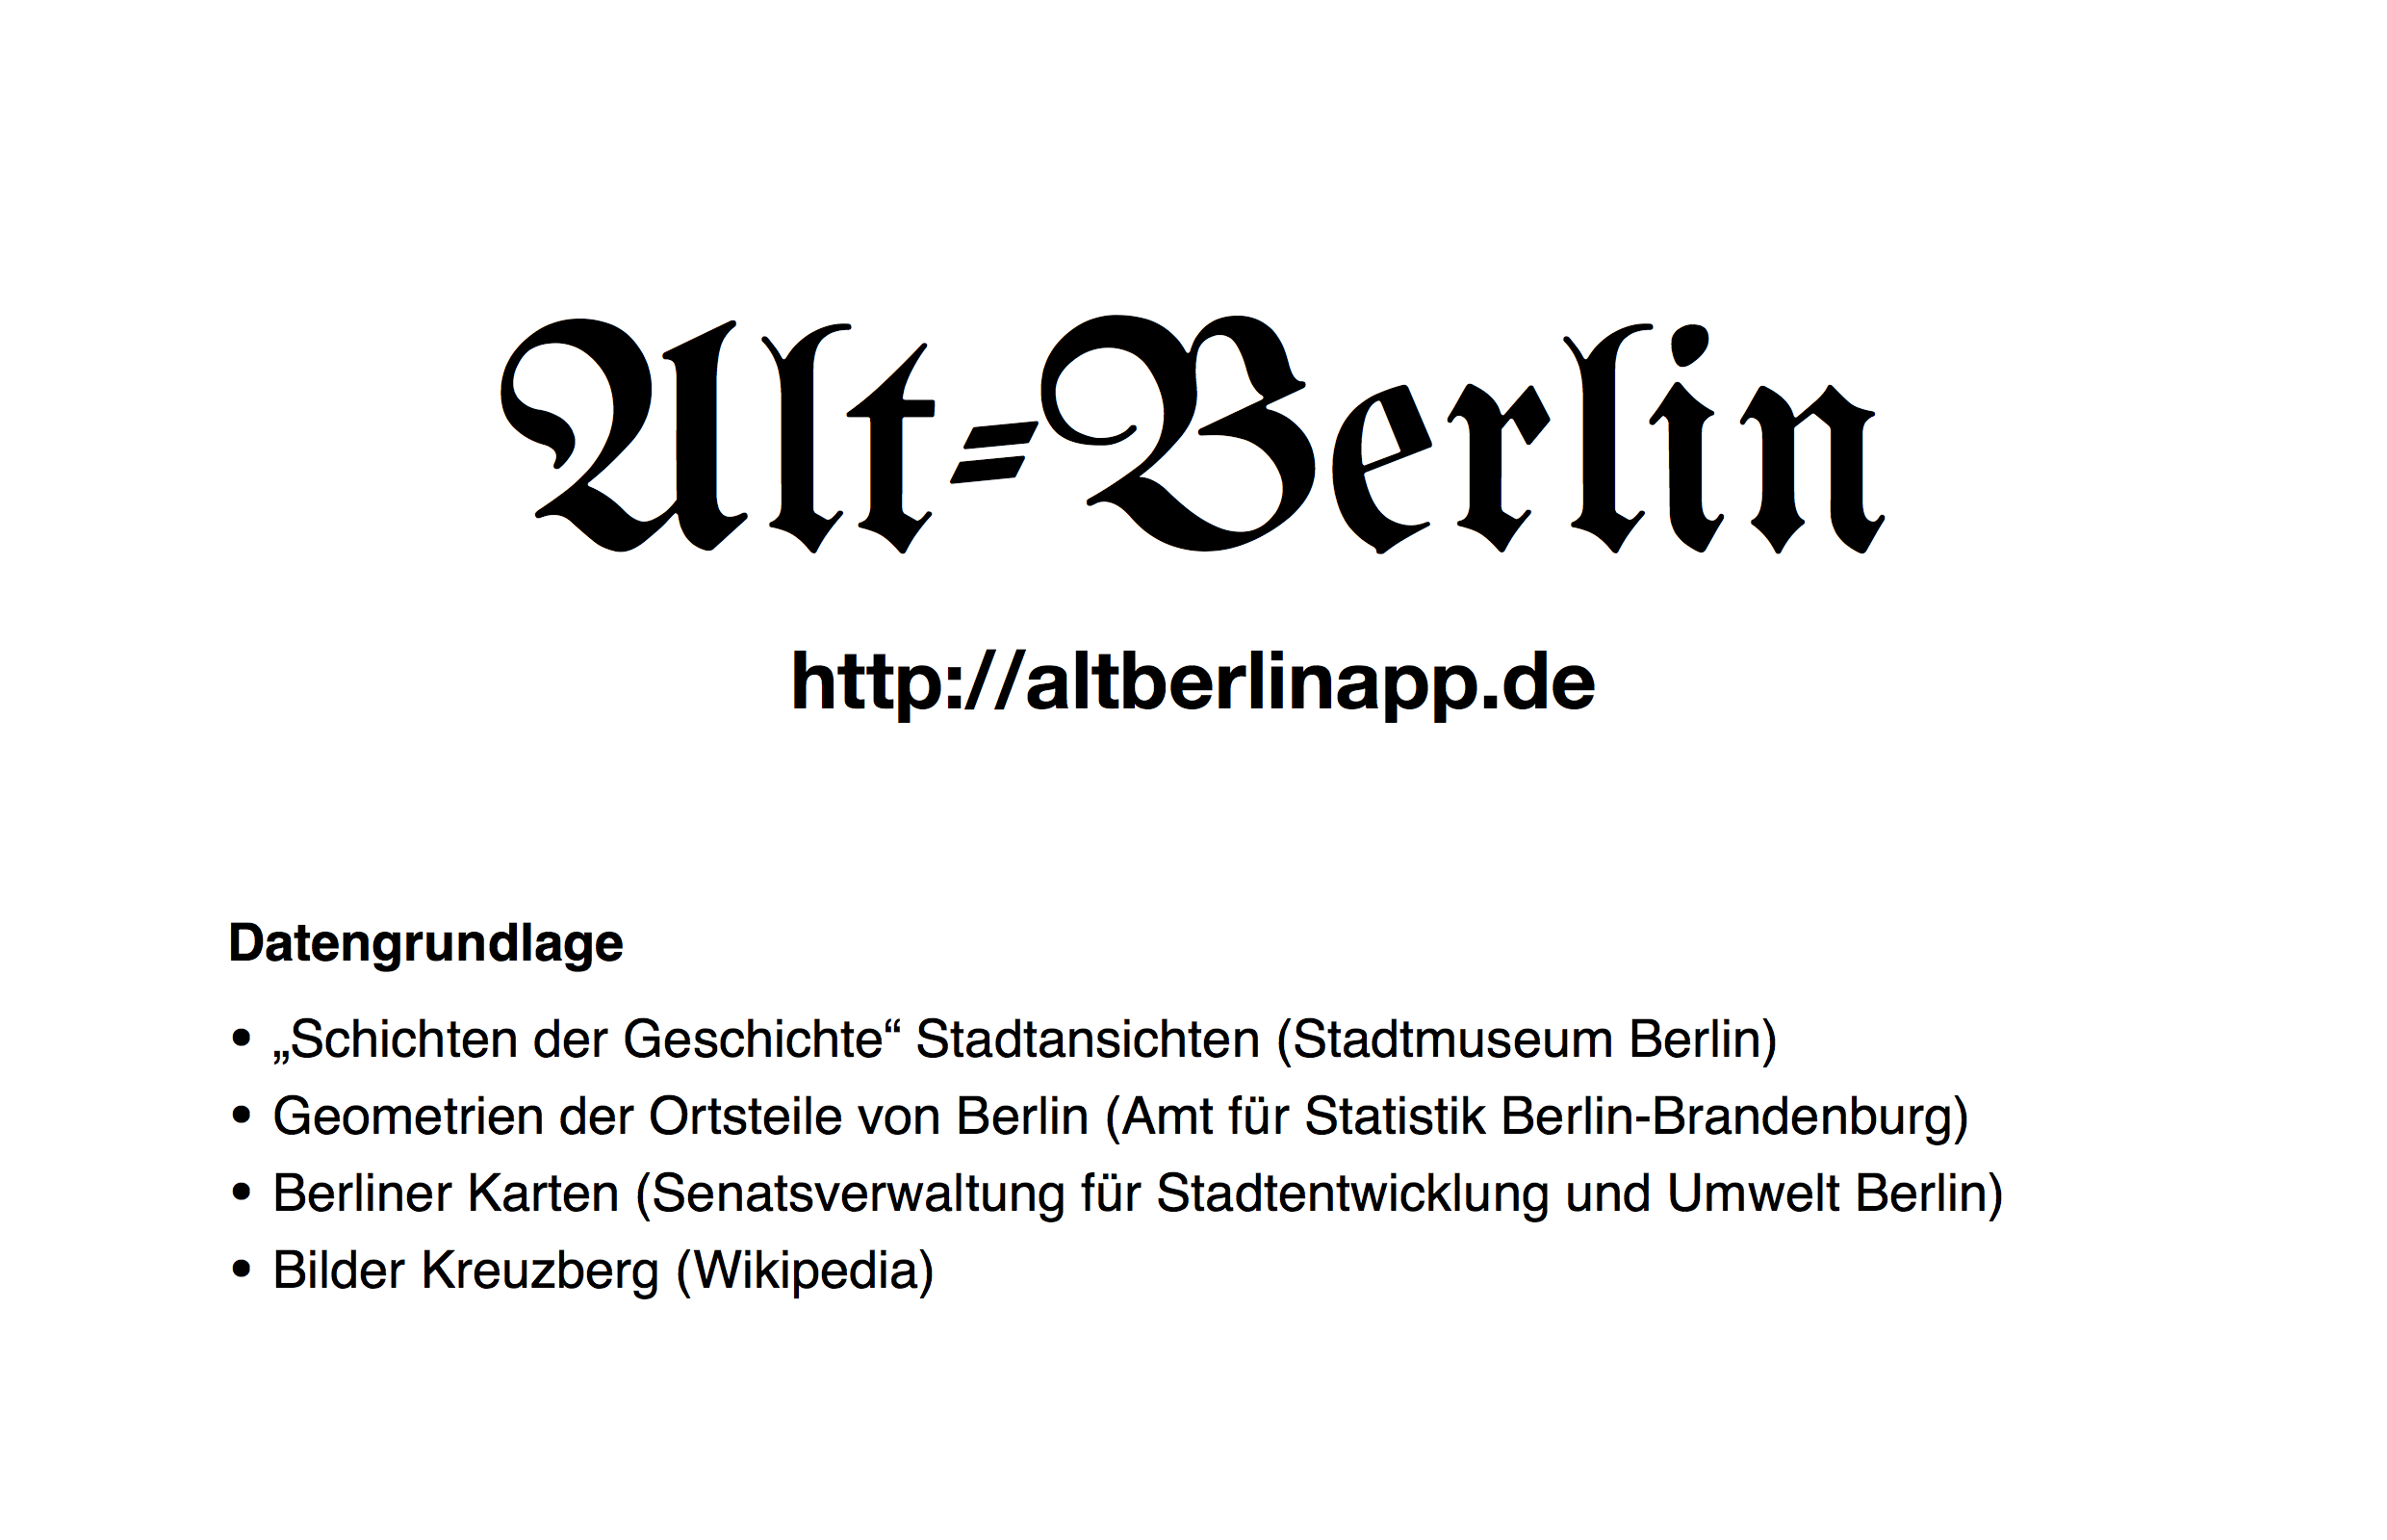 Alt-Berlin
http://altberlinapp.de
Datengrundlage
• „Schichten der Geschichte“ Stadtansichten (Stadtmuseum Berlin)
• Geometrien der Ortsteile von Berlin (Amt für Statistik Berlin-Brandenburg)
• Berliner Karten (Senatsverwaltung für Stadtentwicklung und Umwelt Berlin)
• Bilder Kreuzberg (Wikipedia)